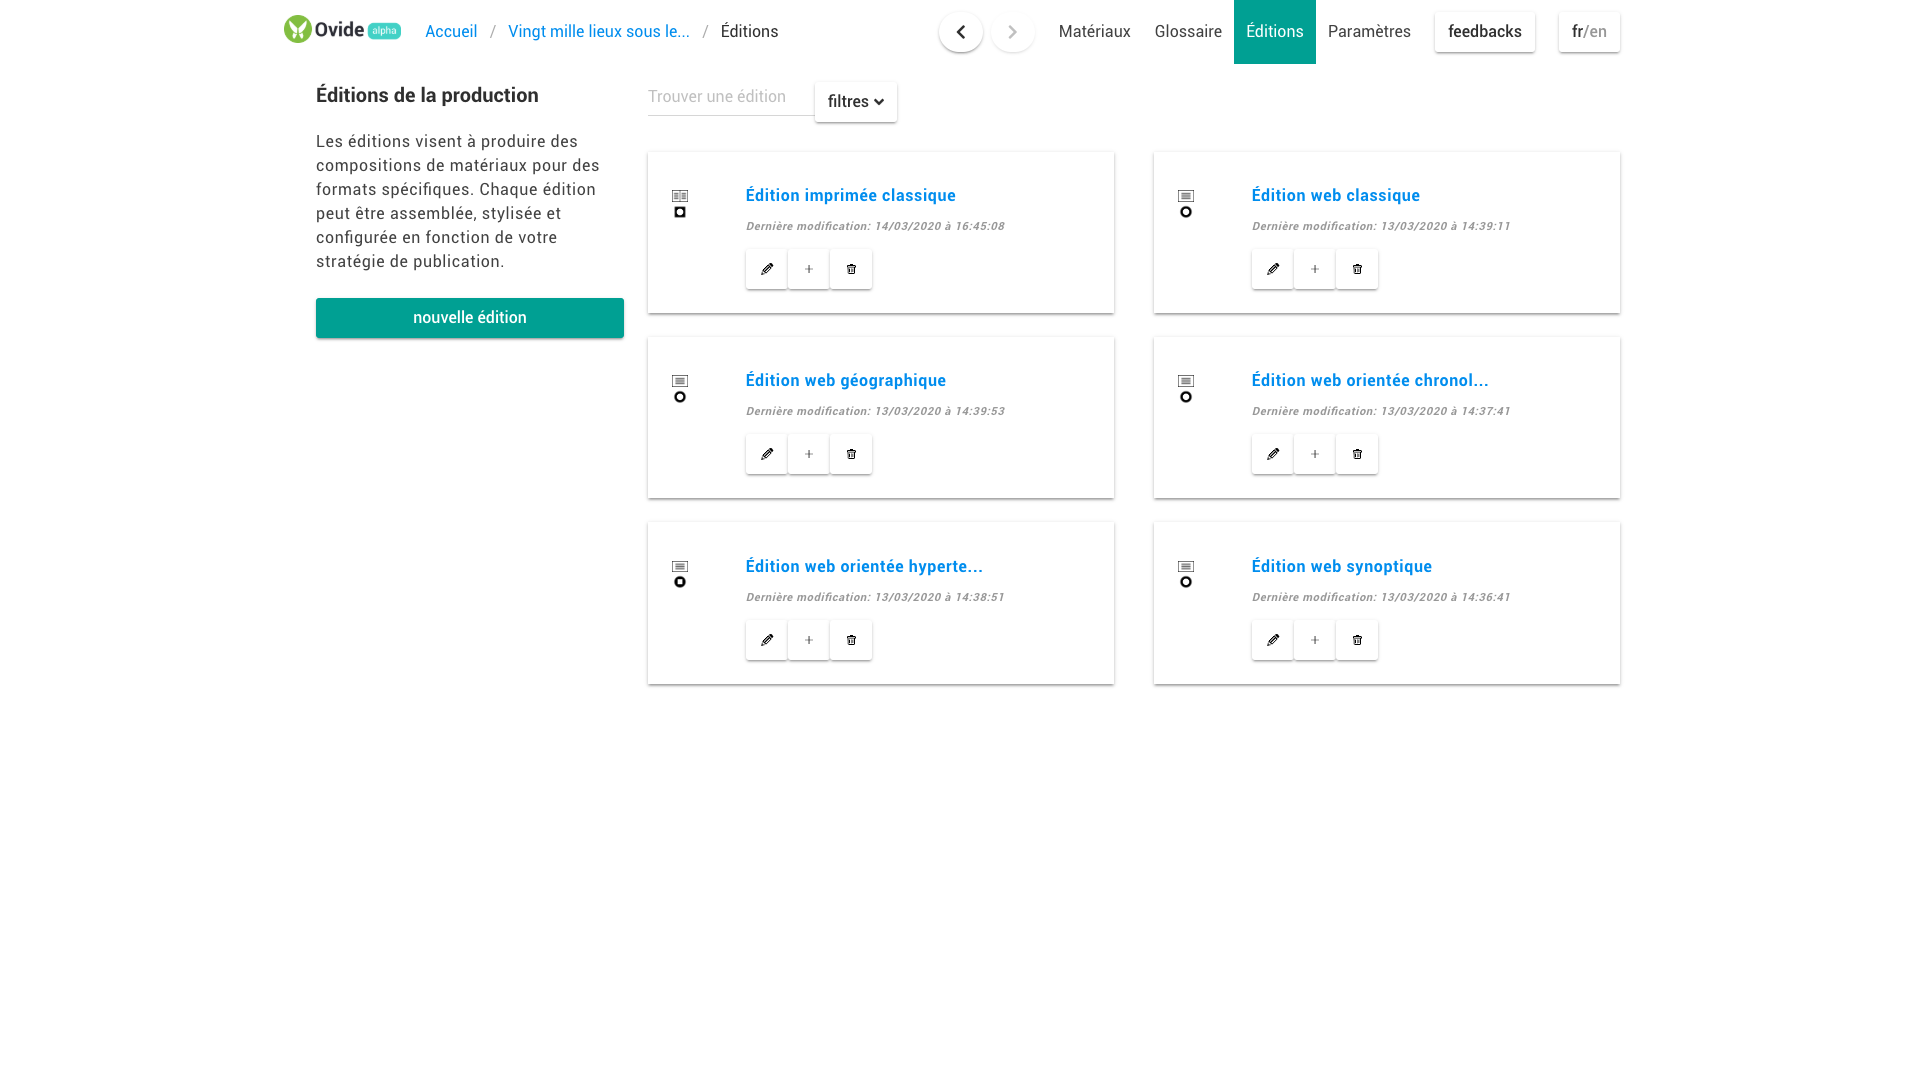 Ovide alpha Accueil / Vingt mille lieux sous le... / Éditions Matériaux Glossaire Éditions Paramètres feedbacks fr/en
Éditions de la production
Les éditions visent à produire des
compositions de matériaux pour des
formats spécifiques. Chaque édition
peut être assemblée, stylisée et
configurée en fonction de votre
stratégie de publication.
nouvelle édition
Trouver une édition filtres
Édition imprimée classique
Dernière modification: 14/03/2020 à 16:45:08
Édition web classique
Dernière modification: 13/03/2020 à 14:39:11
Édition web géographique
Dernière modification: 13/03/2020 à 14:39:53
Édition web orientée chronol...
Dernière modification: 13/03/2020 à 14:37:41
Édition web orientée hyperte...
Dernière modification: 13/03/2020 à 14:38:51
Édition web synoptique
Dernière modification: 13/03/2020 à 14:36:41